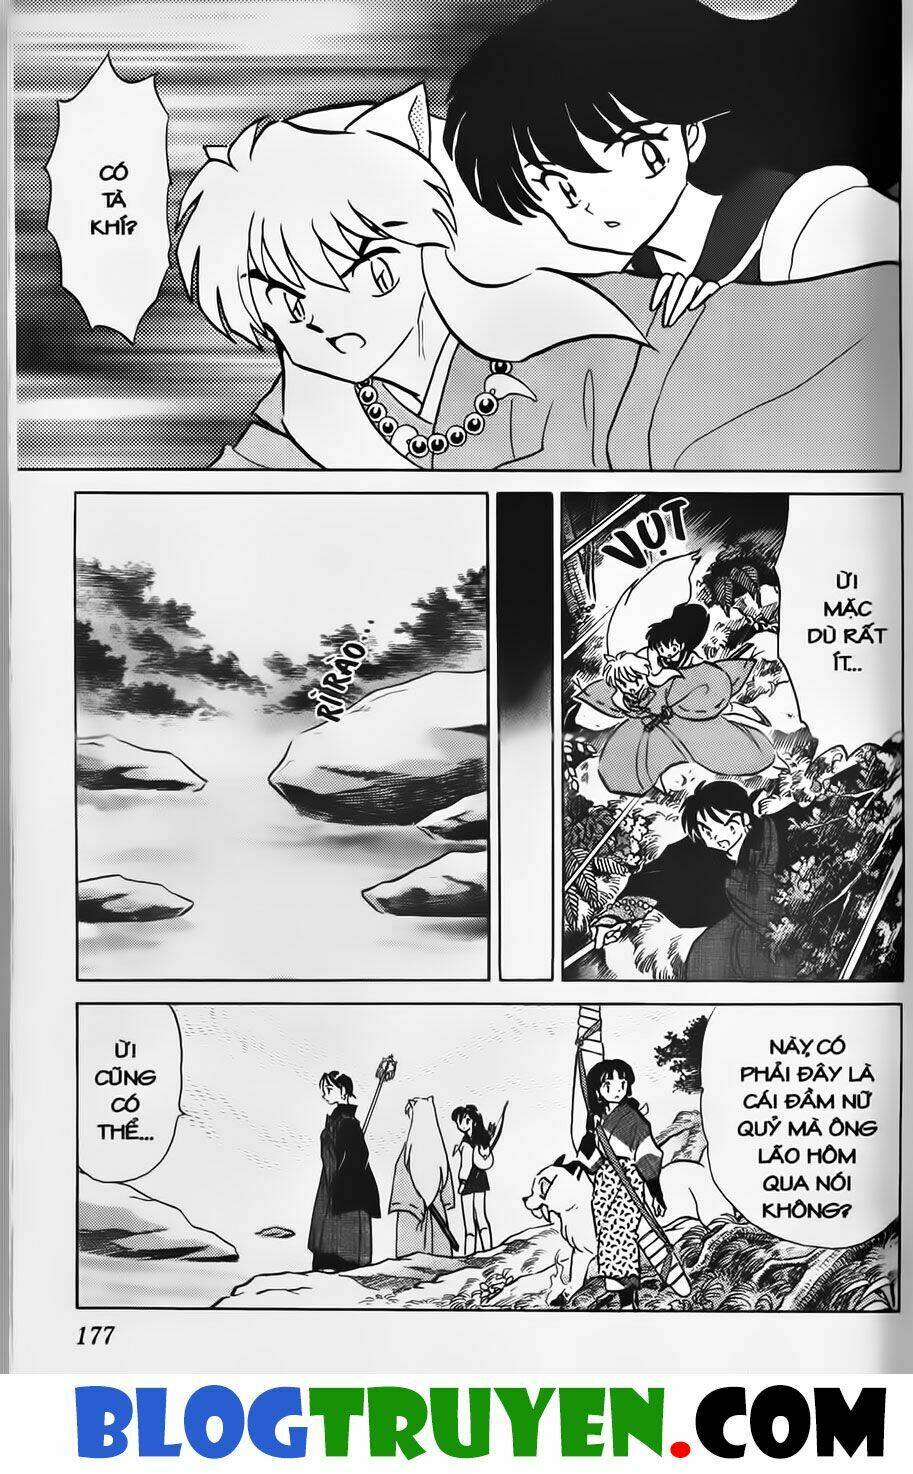 CÓ
TÀ
KHÍ?
VỤT
ỪI
MẶC
DÙ RẤT
ÍT...
RÌ RÀO...
NÀY, CÓ
PHẢI ĐÂY LÀ
CÁI ĐẦM NỮ
QUỶ MÀ ÔNG
LÃO HÔM
QUA NÓI
KHÔNG?
ỪI
CŨNG
CÓ
THỂ...
177
BLOGTRUYEN.COM